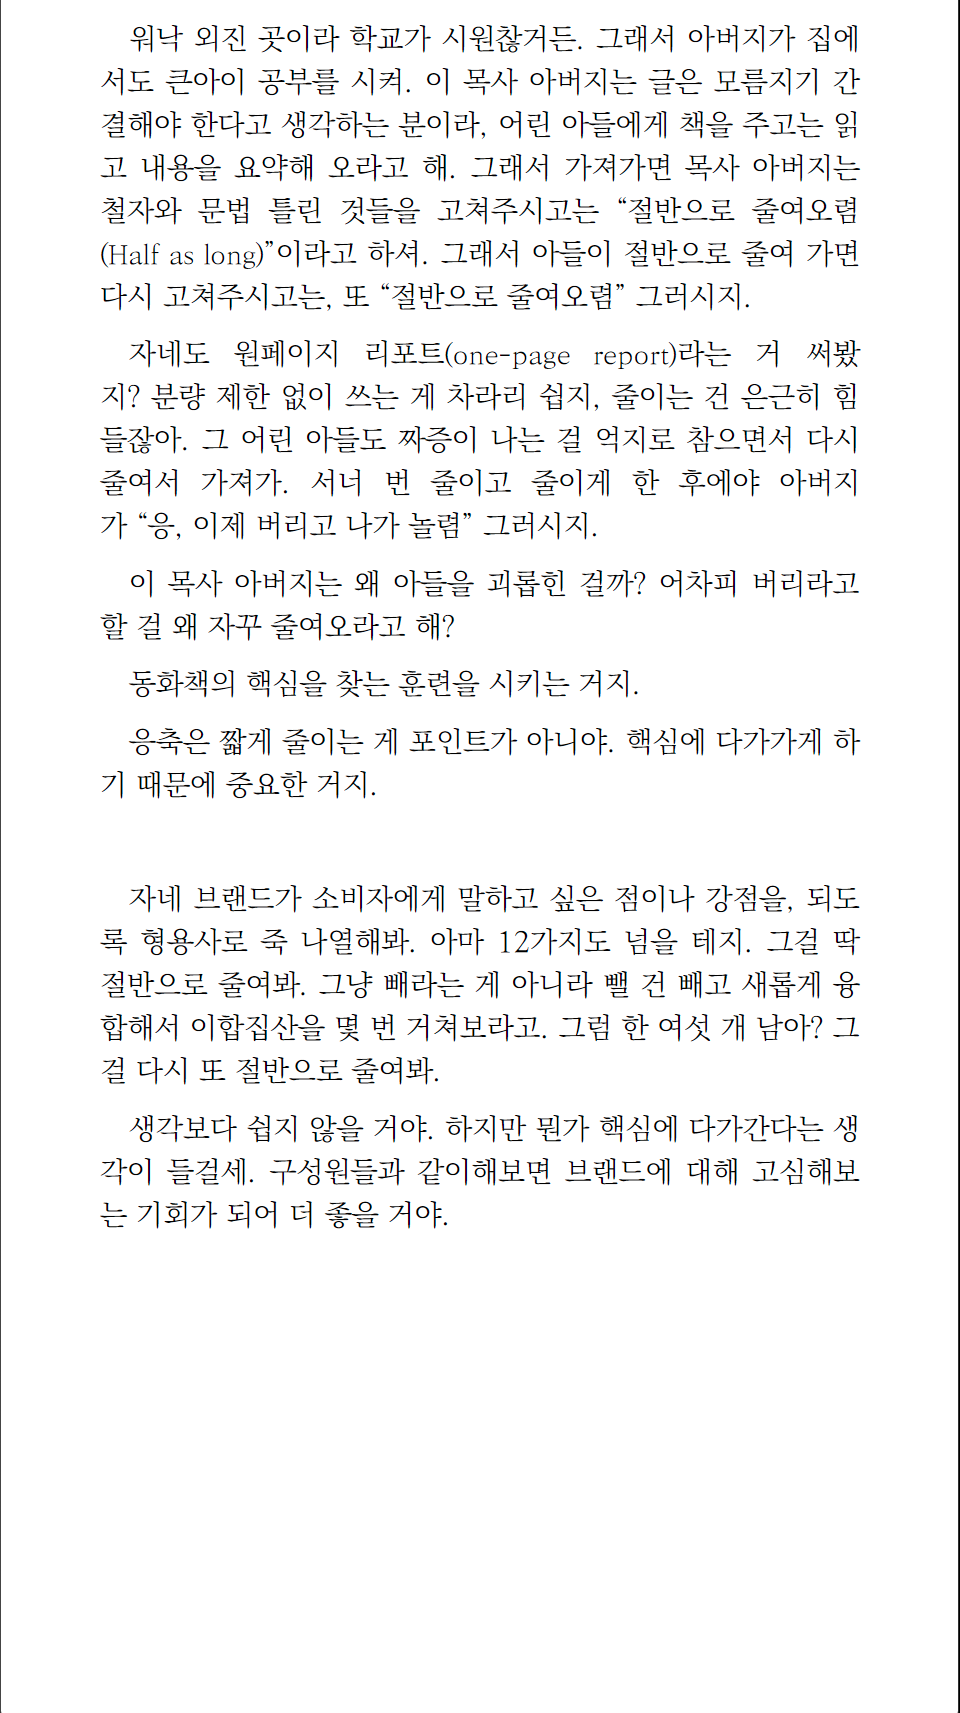 워낙 외진 곳이라 학교가 시원찮거든. 그래서 아버지가 집에
서도 큰아이 공부를 시켜. 이 목사 아버지는 글은 모름지기 간
결해야 한다고 생각하는 분이라, 어린 아들에게 책을 주고는 읽
고 내용을 요약해 오라고 해. 그래서 가져가면 목사 아버지는
철자와 문법 틀린 것들을 고쳐주시고는 “절반으로 줄여오렴
(Half as long)”이라고 하셔. 그래서 아들이 절반으로 줄여 가면
다시 고쳐주시고는, 또 “절반으로 줄여오렴” 그러시지.
자네도 원페이지 리포트(one-page report)라는 거 써봤
지? 분량 제한 없이 쓰는 게 차라리 쉽지, 줄이는 건 은근히 힘
들잖아. 그 어린 아들도 짜증이 나는 걸 억지로 참으면서 다시
줄여서 가져가. 서너 번 줄이고 줄이게 한 후에야 아버지
가 “응, 이제 버리고 나가 놀렴” 그러시지.
이 목사 아버지는 왜 아들을 괴롭힌 걸까? 어차피 버리라고
할 걸 왜 자꾸 줄여오라고 해?
동화책의 핵심을 찾는 훈련을 시키는 거지.
응축은 짧게 줄이는 게 포인트가 아니야. 핵심에 다가가게 하
기 때문에 중요한 거지.
자네 브랜드가 소비자에게 말하고 싶은 점이나 강점을, 되도
록 형용사로 죽 나열해봐. 아마 12가지도 넘을 테지. 그걸 딱
절반으로 줄여봐. 그냥 빼라는 게 아니라 뺄 건 빼고 새롭게 융
합해서 이합집산을 몇 번 거쳐보라고. 그럼 한 여섯 개 남아? 그
걸 다시 또 절반으로 줄여봐.
생각보다 쉽지 않을 거야. 하지만 뭔가 핵심에 다가간다는 생
각이 들걸세. 구성원들과 같이해보면 브랜드에 대해 고심해보
는 기회가 되어 더 좋을 거야.